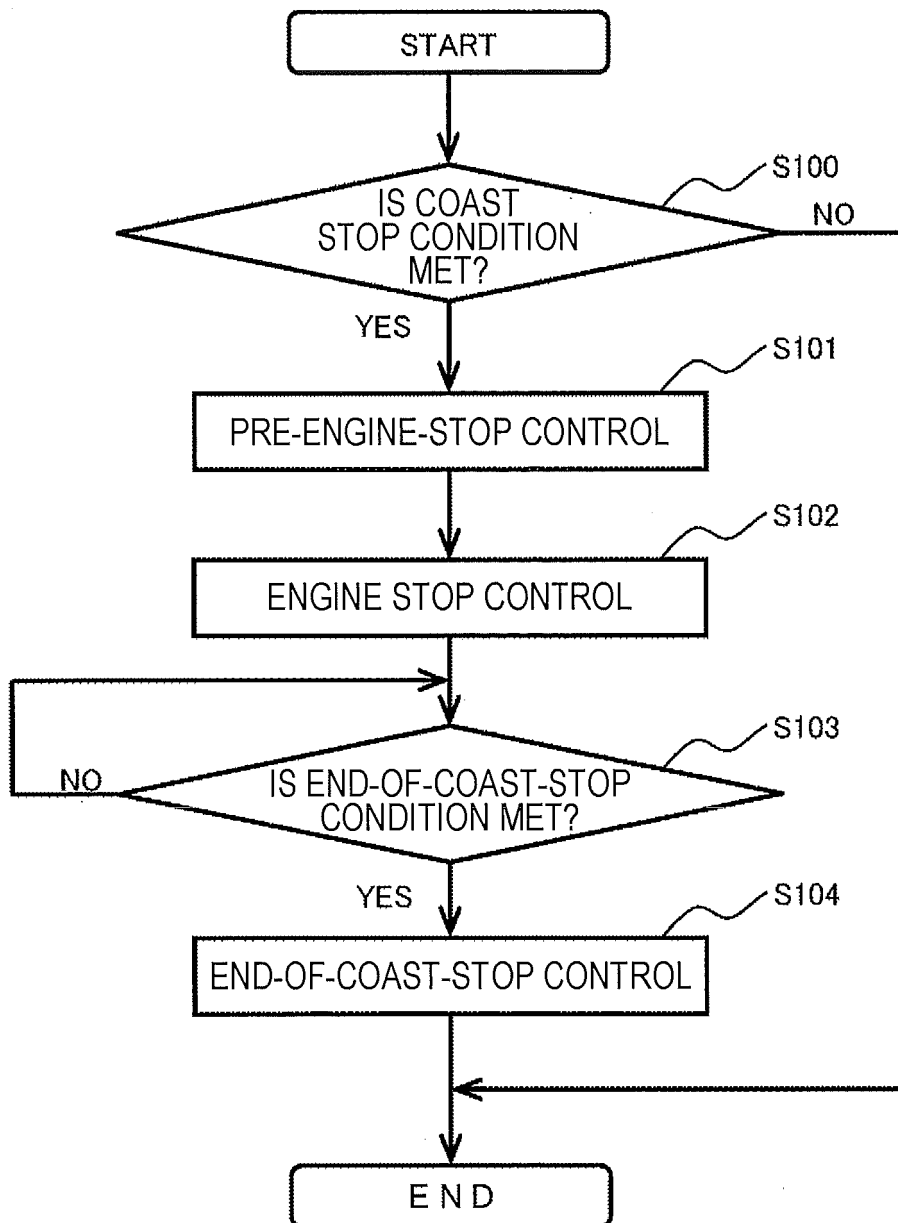 START
S100
IS COAST
STOP CONDITION
MET?
NO
YES
S101
PRE-ENGINE-STOP CONTROL
S102
ENGINE STOP CONTROL
S103
IS END-OF-COAST-STOP
CONDITION MET?
NO
YES
S104
END-OF-COAST-STOP CONTROL
END